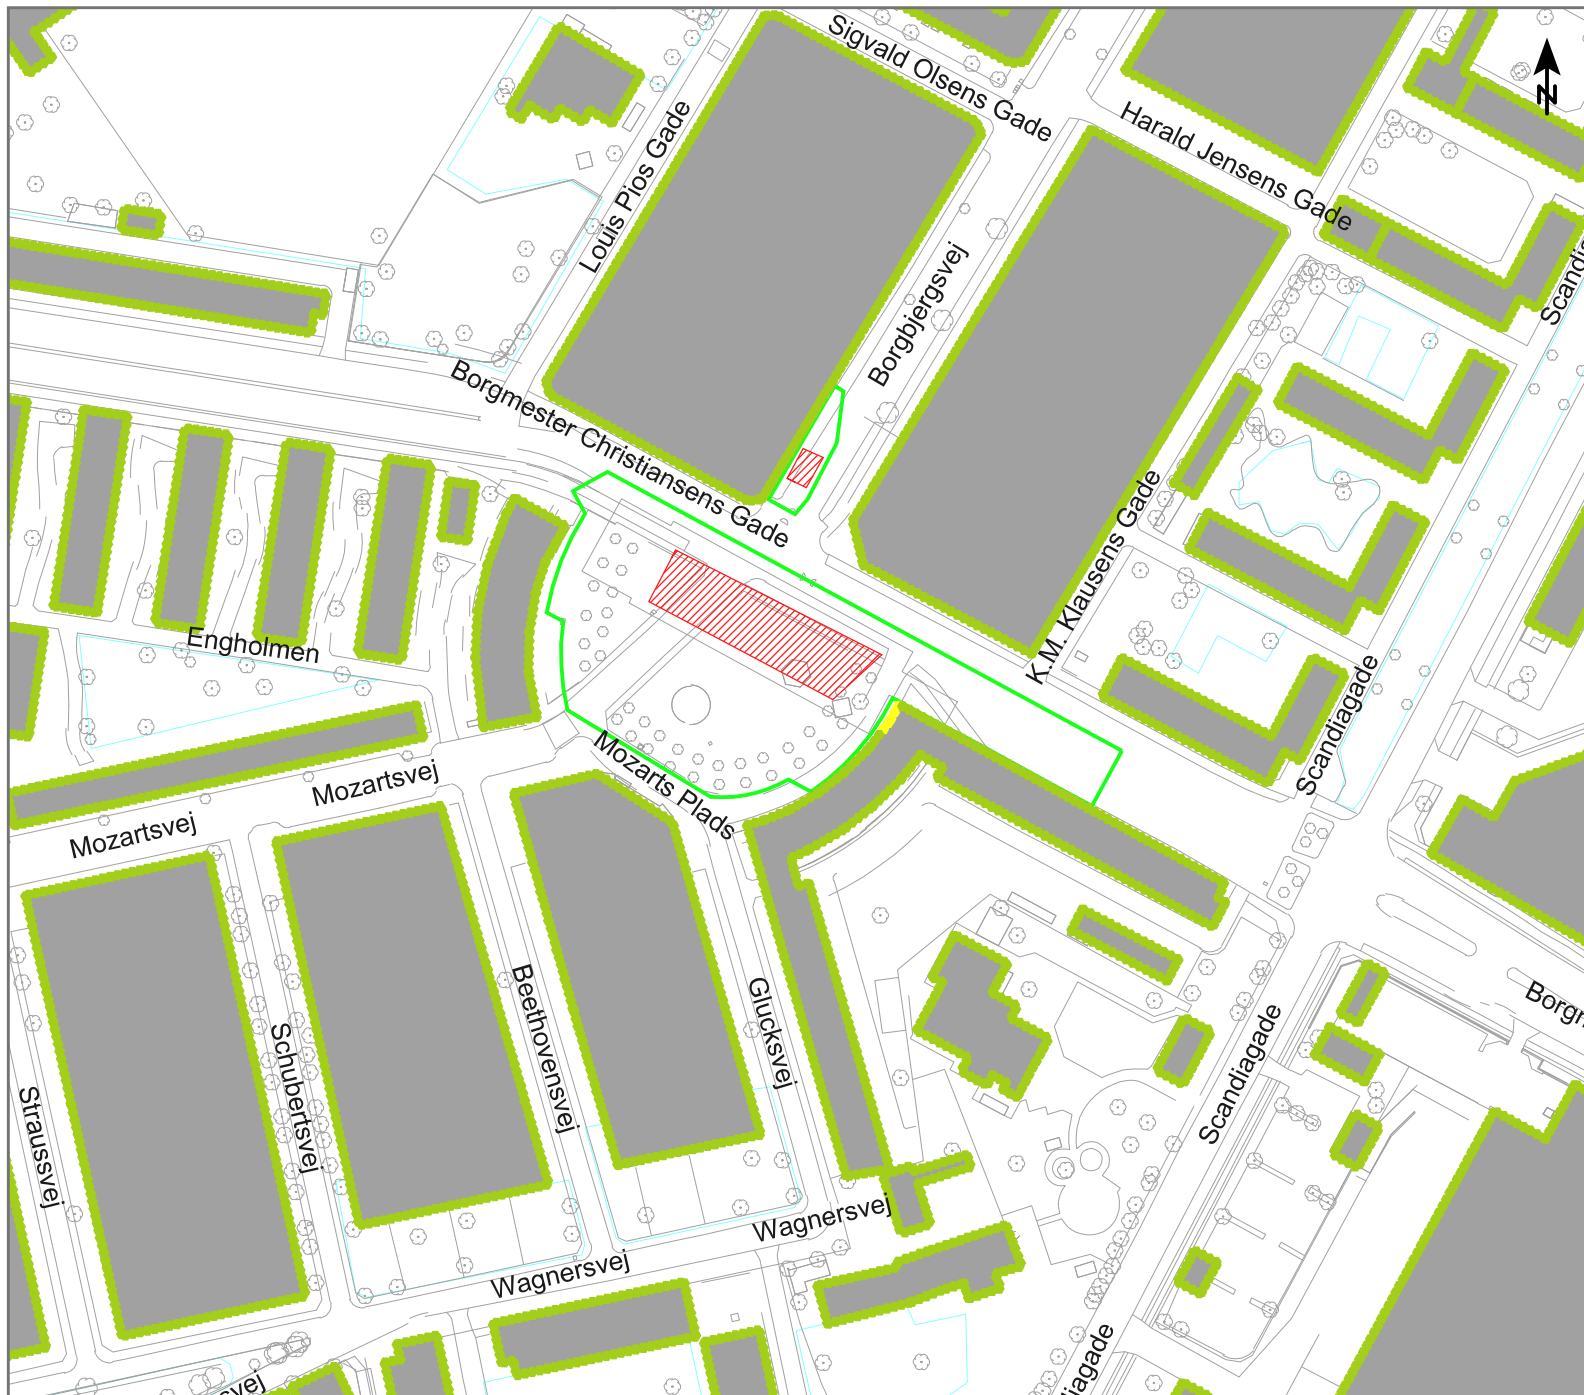 Sigvald Olsens Gade
Harald Jensens Gade
N
Louis Pios Gade
Borgbjergsvej
Borgmester Christiansens Gade
K.M. Klausens Gade
Engholmen
Scandiagade
Mozartsvej
Mozarts Plads
Mozartsvej
Beethovensvej
Glucksvej
Schubertsvej
Straussvej
Scandiagade
Wagnersvej
Wagnersvej